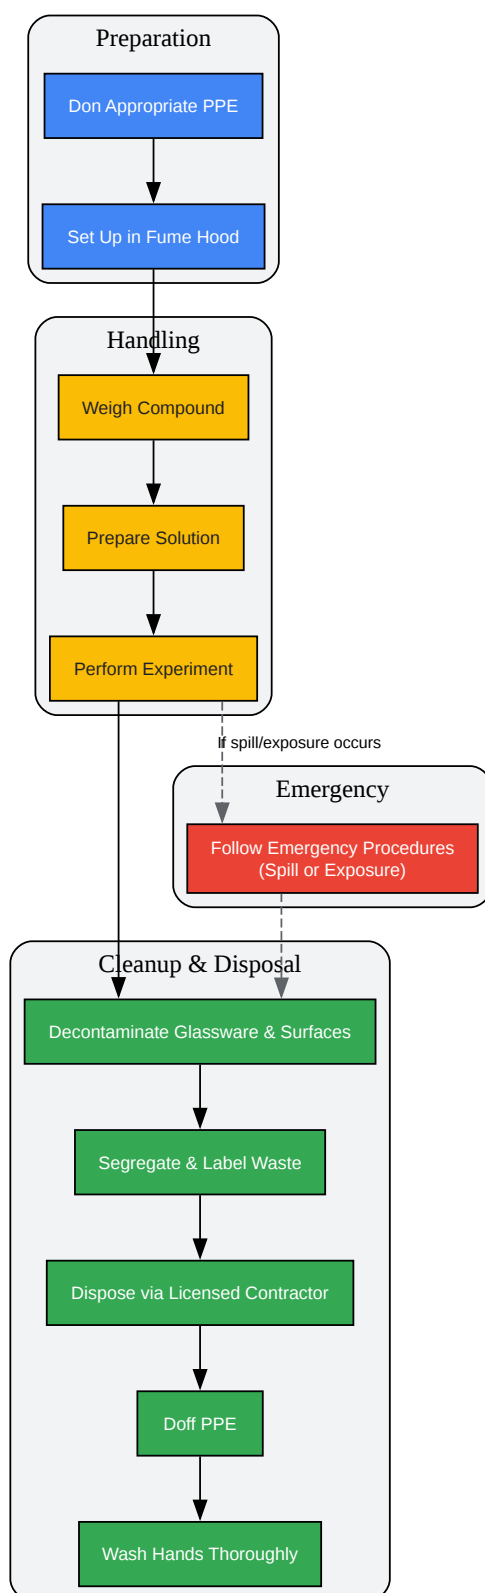 Preparation
Don Appropriate PPE
Set Up in Fume Hood
Handling
Weigh Compound
Prepare Solution
Perform Experiment
If spill/exposure occurs
Emergency
Follow Emergency Procedures
(Spill or Exposure)
Cleanup & Disposal
Decontaminate Glassware & Surfaces
Segregate & Label Waste
Dispose via Licensed Contractor
Doff PPE
Wash Hands Thoroughly